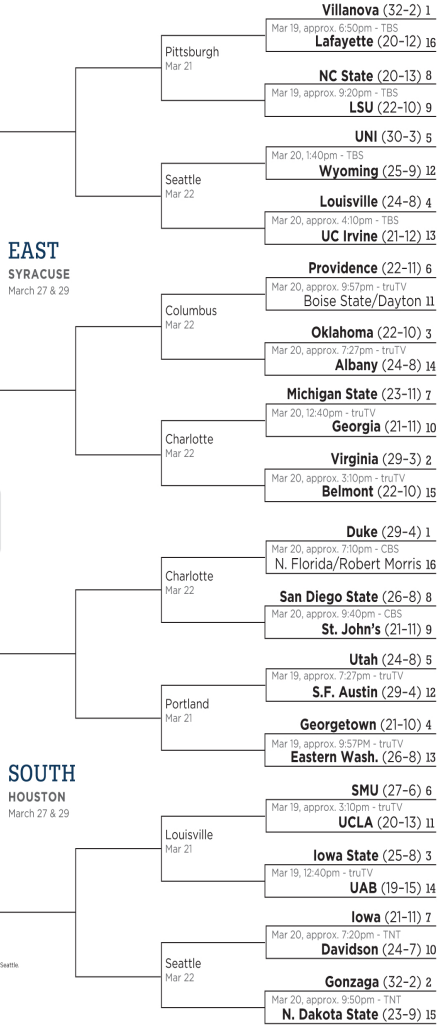 Villanova (32-2) 1
Mar 19, approx. 6:50pm - TBS
Lafayette (20-12) 16
Pittsburgh
Mar 21
NC State (20-13) 8
Mar 19, approx. 9:20pm - TBS
LSU (22-10) 9
UNI (30-3) 5
Mar 20, 1:40pm - TBS
Wyoming (25-9) 12
Seattle
Mar 22
Louisville (24-8) 4
Mar 20, approx. 4:10pm - TBS
UC Irvine (21-12) 13
EAST
SYRACUSE
March 27 & 29
Providence (22-11) 6
Mar 20, approx. 9:57pm - truTV
Boise State/Dayton 11
Columbus
Mar 22
Oklahoma (22-10) 3
Mar 20, approx. 7:27pm - truTV
Albany (24-8) 14
Michigan State (23-11) 7
Mar 20, 12:40pm - truTV
Georgia (21-11) 10
Charlotte
Mar 22
Virginia (29-3) 2
Mar 20, approx. 3:10pm - truTV
Belmont (22-10) 15
Duke (29-4) 1
Mar 20, approx. 7:10pm - CBS
N. Florida/Robert Morris 16
Charlotte
Mar 22
San Diego State (26-8) 8
Mar 20, approx. 9:40pm - CBS
St. John's (21-11) 9
Utah (24-8) 5
Mar 19, approx. 7:27pm - truTV
S.F. Austin (29-4) 12
Portland
Mar 21
Georgetown (21-10) 4
Mar 19, approx. 9:57PM - truTV
Eastern Wash. (26-8) 13
SOUTH
HOUSTON
March 27 & 29
SMU (27-6) 6
Mar 19, approx. 3:10pm - truTV
UCLA (20-13) 11
Louisville
Mar 21
Iowa State (25-8) 3
Mar 19, 12:40pm - truTV
UAB (19-15) 14
Iowa (21-11) 7
Mar 20, approx. 7:20pm - TNT
Davidson (24-7) 10
Seattle
Mar 22
Seattle.
Gonzaga (32-2) 2
Mar 20, approx. 9:50pm - TNT
N. Dakota State (23-9) 15